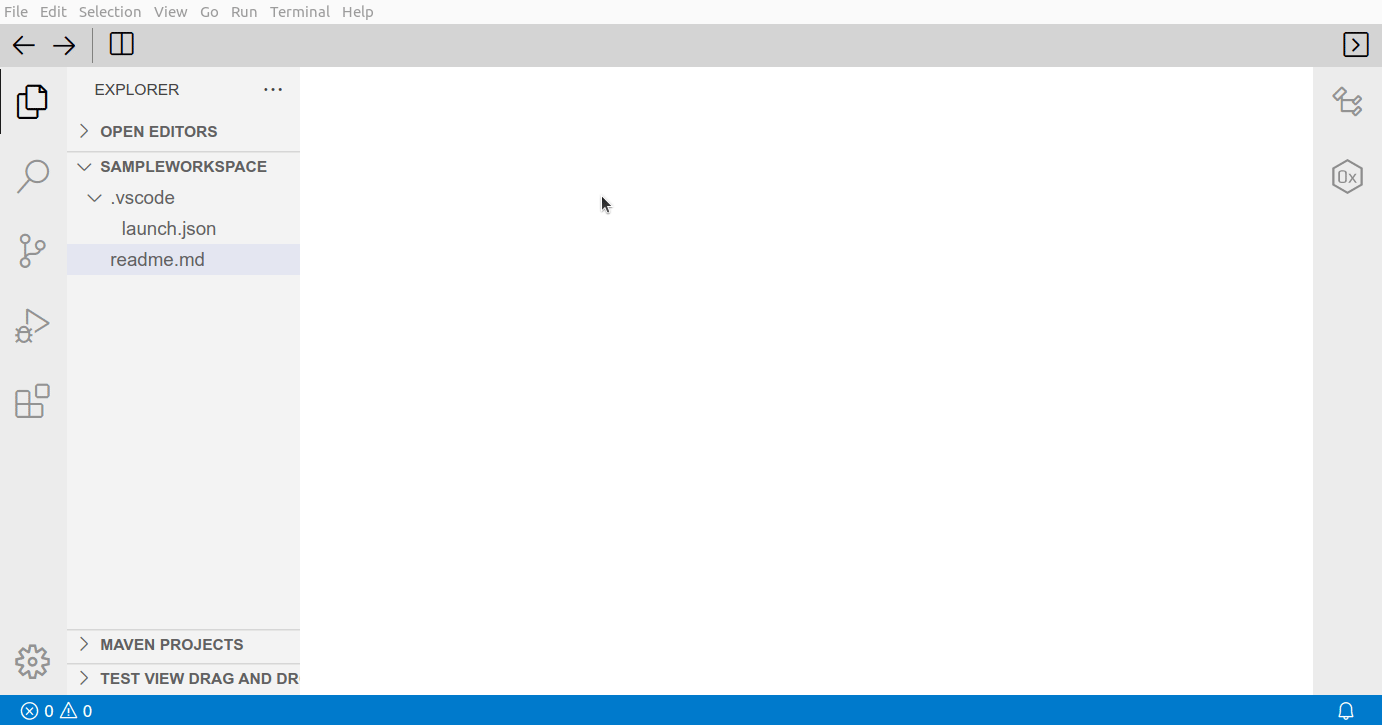 File Edit Selection View Go Run Terminal Help
EXPLORER
OPEN EDITORS
SAMPLEWORKSPACE
.vscode
launch.json
readme.md
0x
MAVEN PROJECTS
TEST VIEW DRAG AND DR
0 0